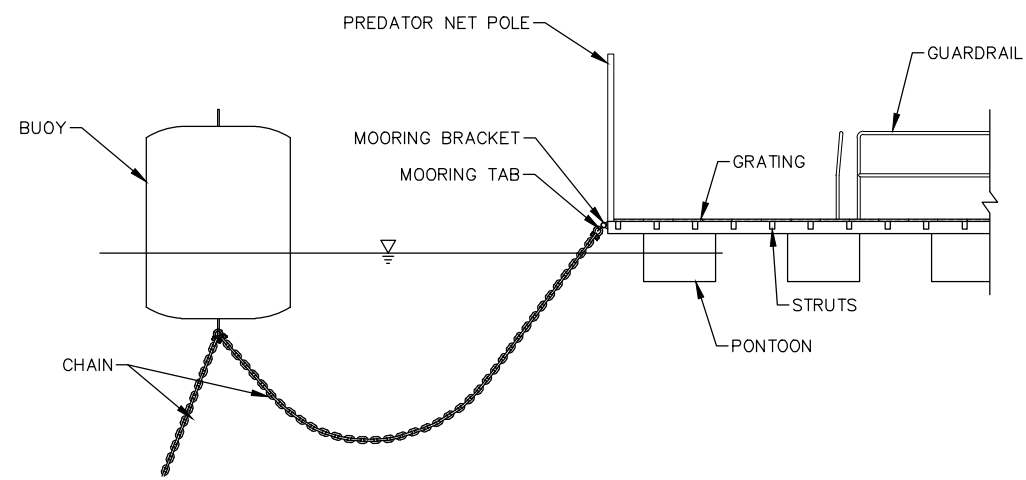 PREDATOR NET POLE
GUARDRAIL
BUOY
MOORING BRACKET
GRATING
MOORING TAB
STRUTS
PONTOON
CHAIN